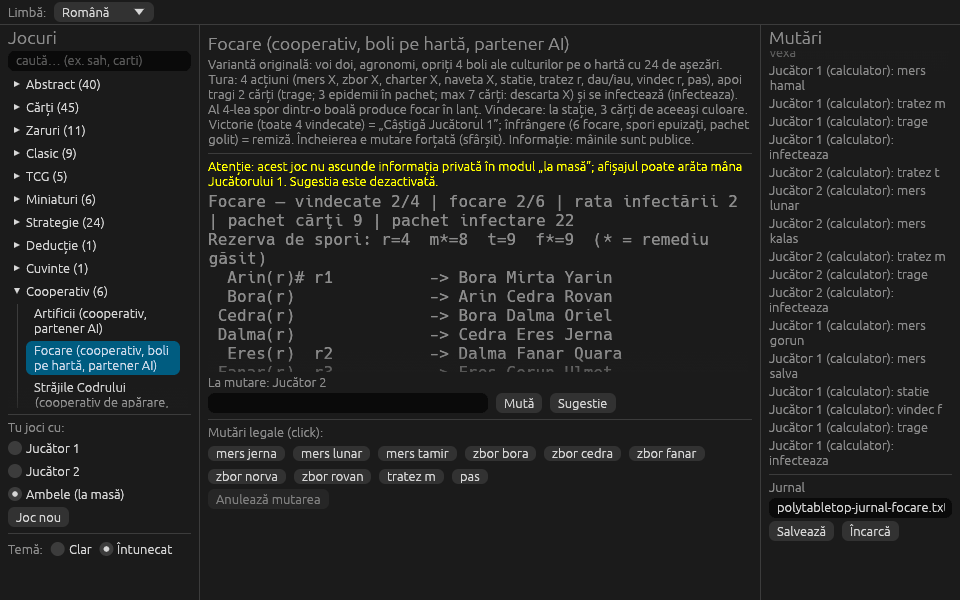 Limbă: Română
Jocuri
caută... (ex. sah, carti)
Abstract (40)
Cărți (45)
Zaruri (11)
Clasic (9)
TCG (5)
Miniaturi (6)
Strategie (24)
Deducție (1)
Cuvinte (1)
Cooperativ (6)
Artificii (cooperativ,
partener AI)
Focare (cooperativ, boli
pe hartă, partener AI)
Străjile Codrului
(cooperativ de apărare,
Tu joci cu:
Jucător 1
Jucător 2
Ambele (la masă)
Joc nou
Temă: Clar Întunecat
Focare (cooperativ, boli pe hartă, partener AI)
Variantă originală: voi doi, agronomi, opriți 4 boli ale culturilor pe o hartă cu 24 de așezări.
Tura: 4 acțiuni (mers X, zbor X, charter X, naveta X, statie, tratez r, dau/iau, vindec r, pas), apoi
tragi 2 cărți (trage; 3 epidemii în pachet; max 7 cărți: descarta X) și se infectează (infecteaza).
Al 4-lea spor dintr-o boală produce focar în lanț. Vindecare: la stație, 3 cărți de aceeași culoare.
Victorie (toate 4 vindecate) = „Câștigă Jucătorul 1”; înfrângere (6 focare, spori epuizați, pachet
golit) = remiză. Încheierea e mutare forțată (sfârșit). Informație: mâinile sunt publice.
Atenție: acest joc nu ascunde informația privată în modul „la masă”; afișajul poate arăta mâna
Jucătorului 1. Sugestia este dezactivată.
Focare — vindecate 2/4 | focare 2/6 | rata infectării 2
| pachet cărți 9 | pachet infectare 22
Rezerva de spori: r=4 m*=8 t=9 f*=9 (* = remediu
găsit)
Arin(r)# r1 -> Bora Mirta Yarin
Bora(r) -> Arin Cedra Rovan
Cedra(r) -> Bora Dalma Oriel
Dalma(r) -> Cedra Eres Jerna
Eres(r) r2 -> Dalma Fanar Quara
Fanar(r) r3 -> Eres Gorun Ulmet
La mutare: Jucător 2
Mută Sugestie
Mutări legale (click):
mers jerna mers lunar mers tamir zbor bora zbor cedra zbor fanar
zbor norva zbor rovan tratez m pas
Anulează mutarea
Mutări
vexa
Jucător 1 (calculator): mers
hamal
Jucător 1 (calculator): tratez m
Jucător 1 (calculator): trage
Jucător 1 (calculator):
infecteaza
Jucător 2 (calculator): tratez t
Jucător 2 (calculator): mers
lunar
Jucător 2 (calculator): mers
kalas
Jucător 2 (calculator): tratez m
Jucător 2 (calculator): trage
Jucător 2 (calculator):
infecteaza
Jucător 1 (calculator): mers
gorun
Jucător 1 (calculator): mers
salva
Jucător 1 (calculator): statie
Jucător 1 (calculator): vindec f
Jucător 1 (calculator): trage
Jucător 1 (calculator):
infecteaza
Jurnal
polytabletop-jurnal-focare.txt
Salvează Încarcă